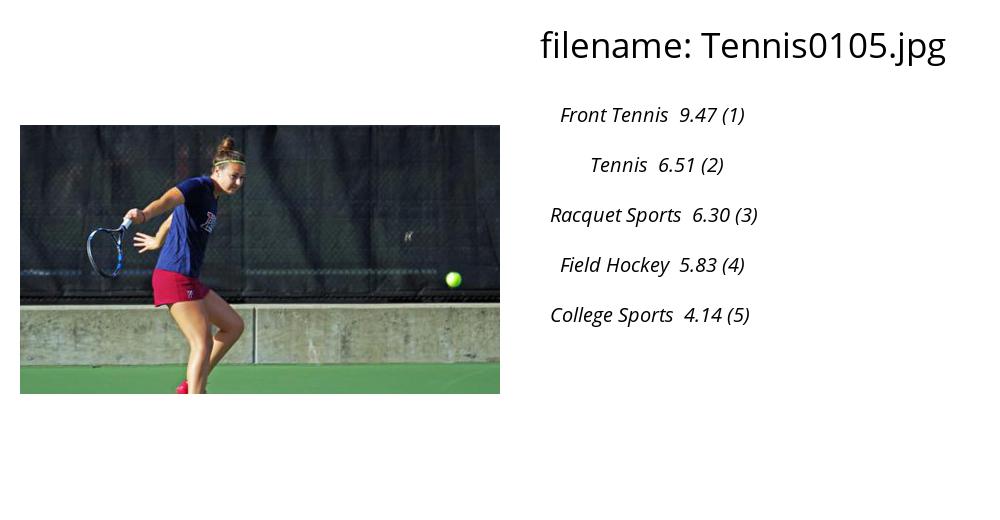 filename: Tennis0105.jpg
Front Tennis 9.47 (1)
Tennis 6.51 (2)
Racquet Sports 6.30 (3)
Field Hockey 5.83 (4)
College Sports 4.14 (5)